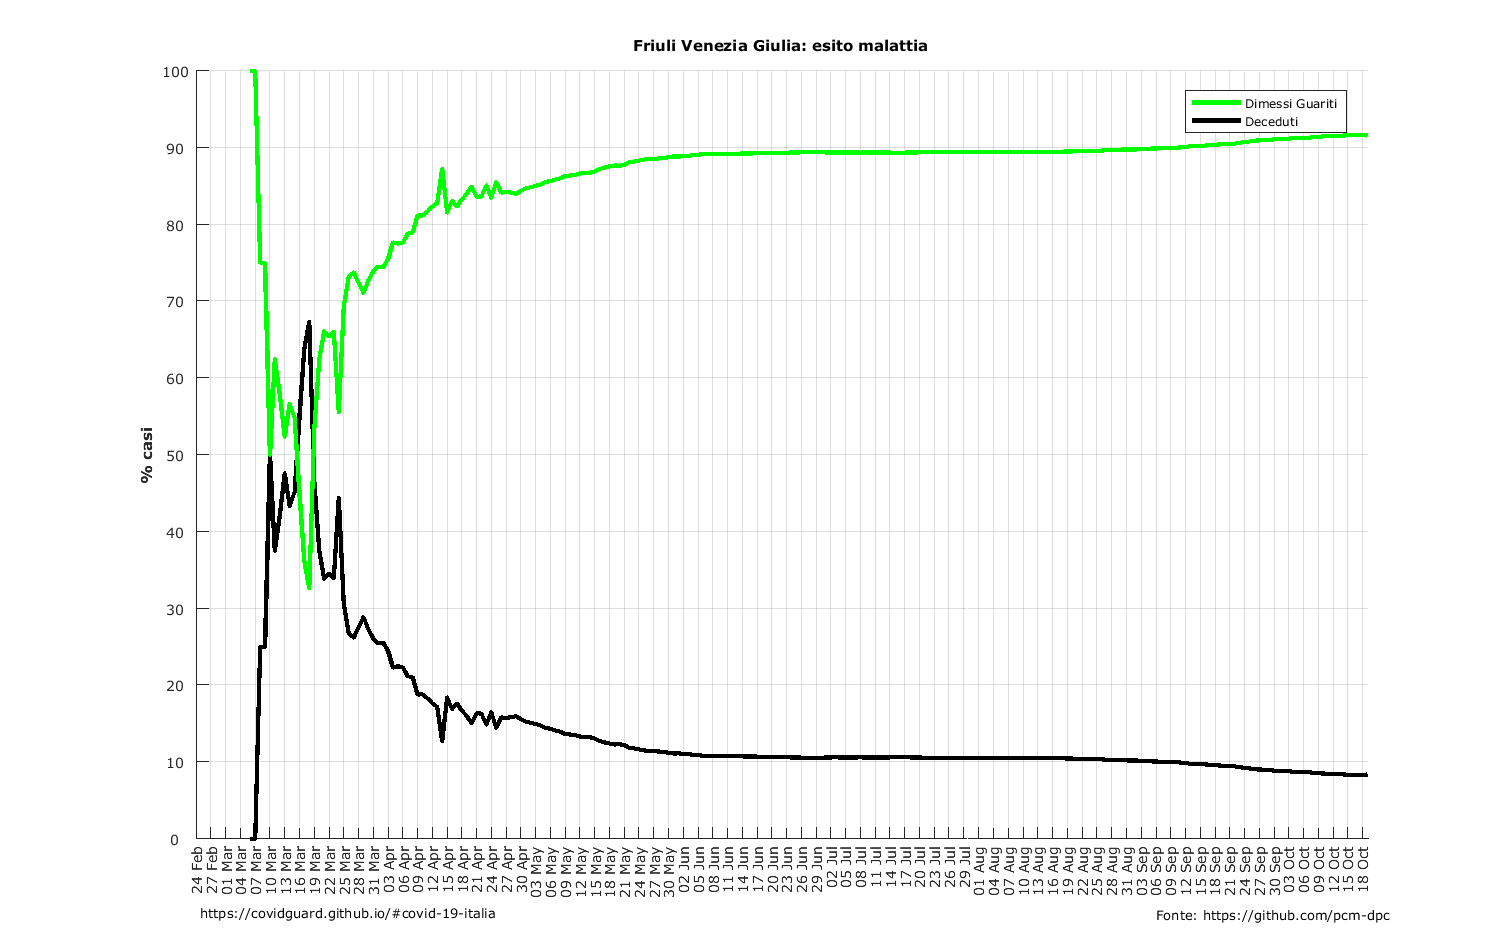 Friuli Venezia Giulia: esito malattia
Dimessi Guariti
Deceduti
% casi
100
90
80
70
60
50
40
30
20
10
0
24 Feb
27 Feb
01 Mar
04 Mar
07 Mar
10 Mar
13 Mar
16 Mar
19 Mar
22 Mar
25 Mar
28 Mar
31 Mar
03 Apr
06 Apr
09 Apr
12 Apr
15 Apr
18 Apr
21 Apr
24 Apr
27 Apr
30 Apr
03 May
06 May
09 May
12 May
15 May
18 May
21 May
24 May
27 May
30 May
02 Jun
05 Jun
08 Jun
11 Jun
14 Jun
17 Jun
20 Jun
23 Jun
26 Jun
29 Jun
02 Jul
05 Jul
08 Jul
11 Jul
14 Jul
17 Jul
20 Jul
23 Jul
26 Jul
29 Jul
01 Aug
04 Aug
07 Aug
10 Aug
13 Aug
16 Aug
19 Aug
22 Aug
25 Aug
28 Aug
31 Aug
03 Sep
06 Sep
09 Sep
12 Sep
15 Sep
18 Sep
21 Sep
24 Sep
27 Sep
30 Sep
03 Oct
06 Oct
09 Oct
12 Oct
15 Oct
18 Oct
https://covidguard.github.io/#covid-19-italia
Fonte: https://github.com/pcm-dpc